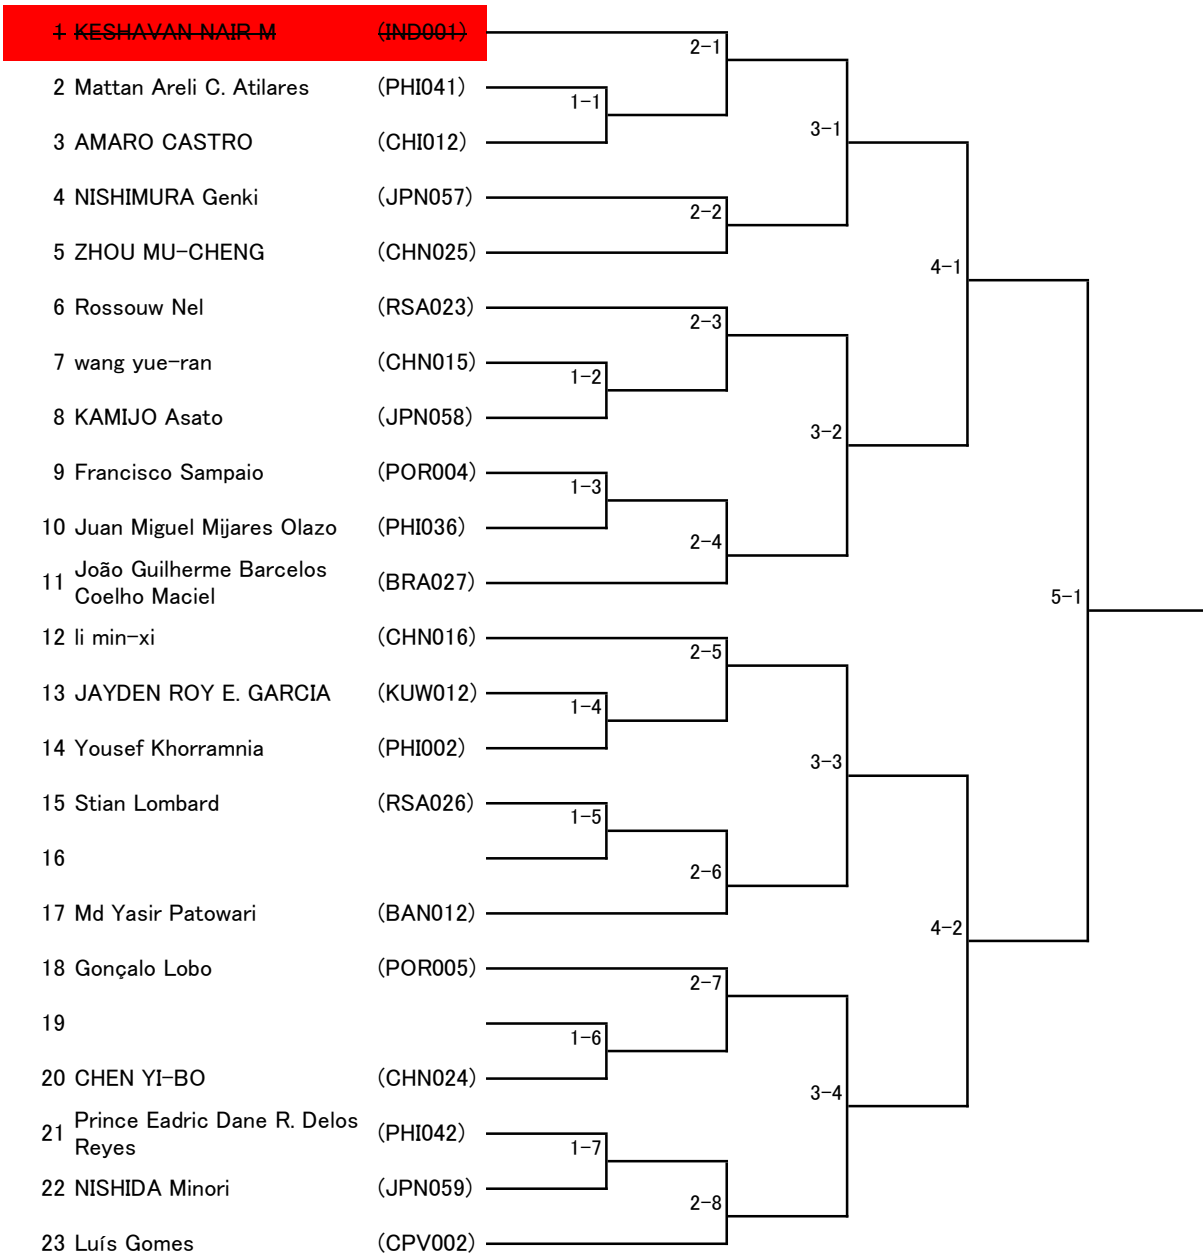 1 KESHAVAN NAIR M (IND001)
2-1
2 Mattan Areli C. Atilares (PHI041)
1-1
3-1
3 AMARO CASTRO (CHI012)
4 NISHIMURA Genki (JPN057)
2-2
5 ZHOU MU-CHENG (CHN025)
4-1
6 Rossouw Nel (RSA023)
2-3
7 wang yue-ran (CHN015)
1-2
8 KAMIJO Asato (JPN058)
3-2
9 Francisco Sampaio (POR004)
1-3
10 Juan Miguel Mijares Olazo (PHI036)
2-4
11 João Guilherme Barcelos (BRA027)
Coelho Maciel
5-1
12 li min-xi (CHN016)
2-5
13 JAYDEN ROY E. GARCIA (KUW012)
1-4
14 Yousef Khorramnia (PHI002)
3-3
15 Stian Lombard (RSA026)
1-5
16
2-6
17 Md Yasir Patowari (BAN012)
4-2
18 Gonçalo Lobo (POR005)
2-7
19
1-6
20 CHEN YI-BO (CHN024)
3-4
21 Prince Eadric Dane R. Delos (PHI042)
Reyes
1-7
22 NISHIDA Minori (JPN059)
2-8
23 Luís Gomes (CPV002)